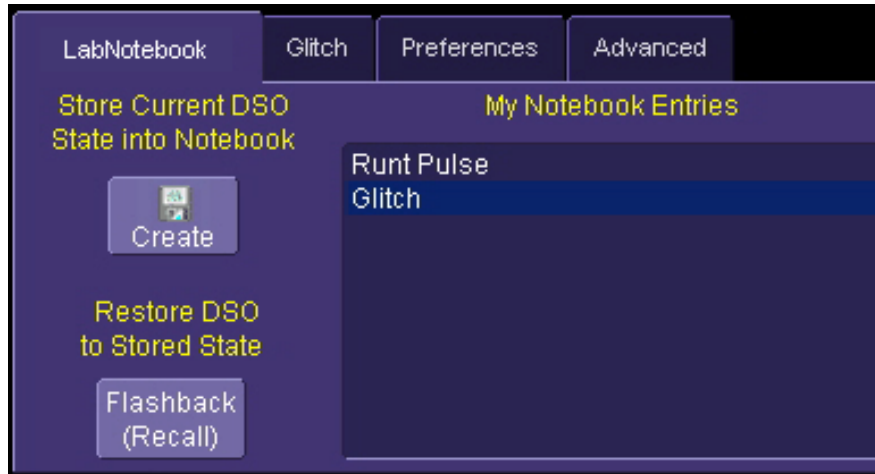 LabNotebook
Glitch
Preferences
Advanced
Store Current DSO
State into Notebook
Create
Restore DSO
to Stored State
Flashback
(Recall)
My Notebook Entries
Runt Pulse
Glitch